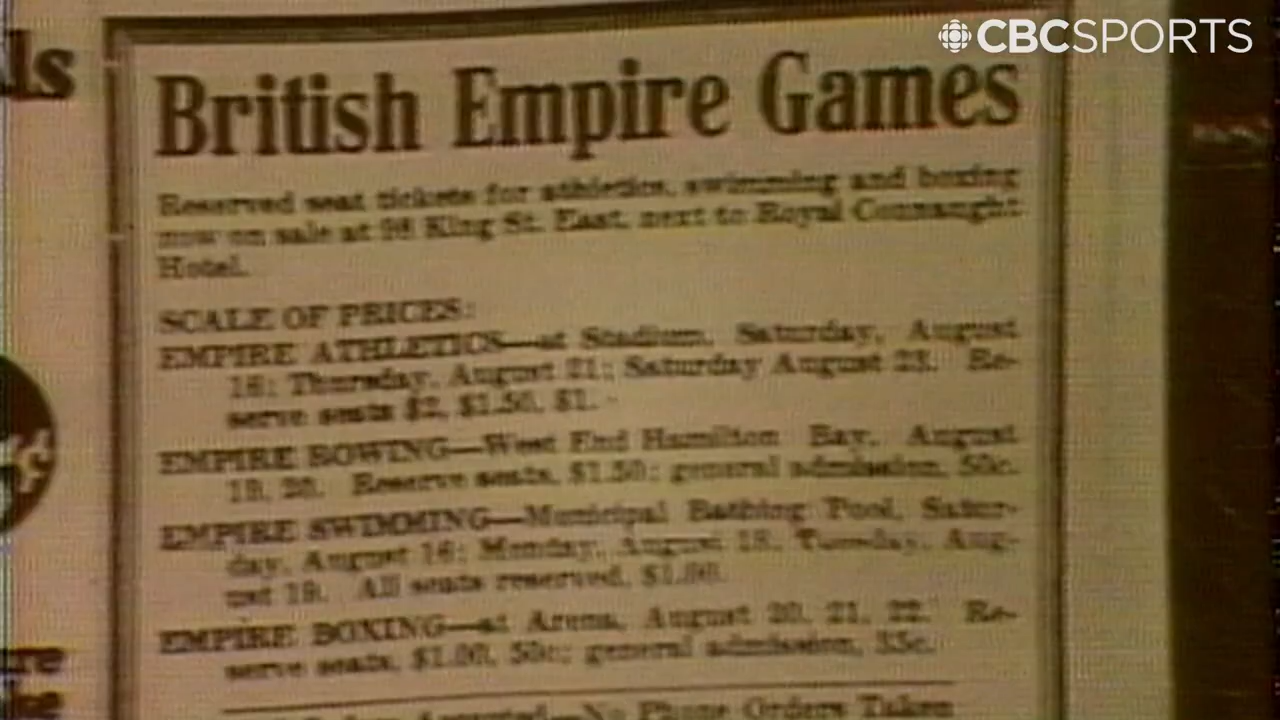 CBCSPORTS
ls
British Empire Games
Reserved seat tickets for athletics, swimming and boxing
now on sale at 98 King St. East, next to Royal Connaught
Hotel.
SCALE OF PRICES:
EMPIRE ATHLETICS—at Stadium, Saturday, August
16; Thursday, August 21; Saturday August 23. Re-
serve seats $2, $1.50, $1.
EMPIRE ROWING—West End Hamilton Bay, August
19, 20. Reserve seats, $1.50; general admission, 50c.
EMPIRE SWIMMING—Municipal Bathing Pool, Satur-
day, August 16; Monday, August 18, Tuesday, Aug-
ust 19. All seats reserved, $1.00.
EMPIRE BOXING—at Arena, August 20, 21, 22. Re-
serve seats, $1.00, 50c; general admission, 35c.
No Phone Orders Taken